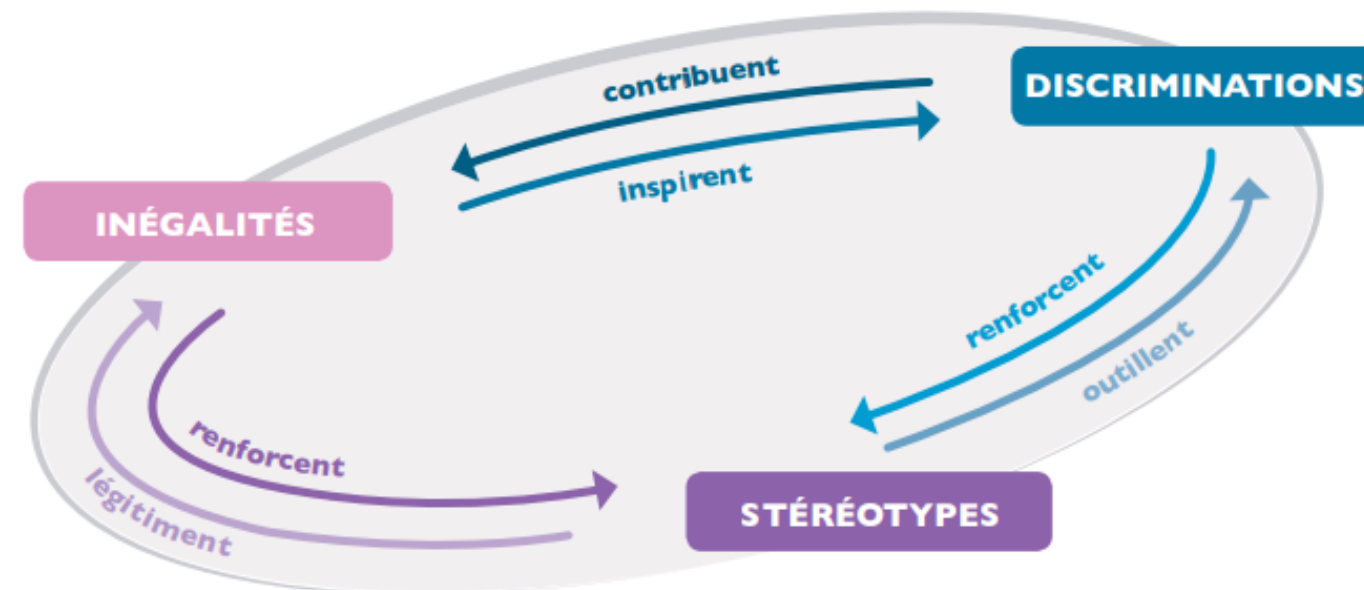 contribuent
DISCRIMINATIONS
inspirent
INÉGALITÉS
renforcent
outillent
renforcent
légitiment
STÉRÉOTYPES